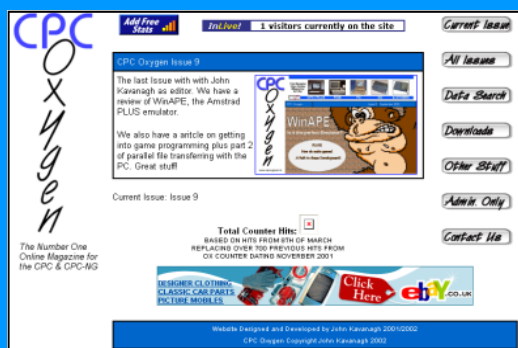 CPC
Oxygen
The Number One
Online Magazine for
the CPC & CPC-NG
Add Free
Stats
InLive! 1 visitors currently on the site
CPC Oxygen Issue 9
The last Issue with with John
Kavanagh as editor. We have a
review of WinAPE, the Amstrad
PLUS emulator.
We also have a aritcle on getting
into game programming plus part 2
of parallel file transferring with the
PC. Great stuff!
CPC
Oxygen
WinAPE
Current Issue: Issue 9
Total Counter Hits:
BASED ON HITS FROM 8TH OF MARCH
REPLACING OVER 700 PREVIOUS HITS FROM
OX COUNTER DATING NOVERBER 2001
DESIGNER CLOTHING
CLASSIC CAR PARTS
PICTURE MOBILES
Click
Here
ebay.co.uk
Website Designed and Developed by John Kavanagh 2001/2002
CPC Oxygen Copyright John Kavanagh 2002
Current Issue
All Issues
Data Search
Downloads
Other Stuff
Admin. Only
Contact Us